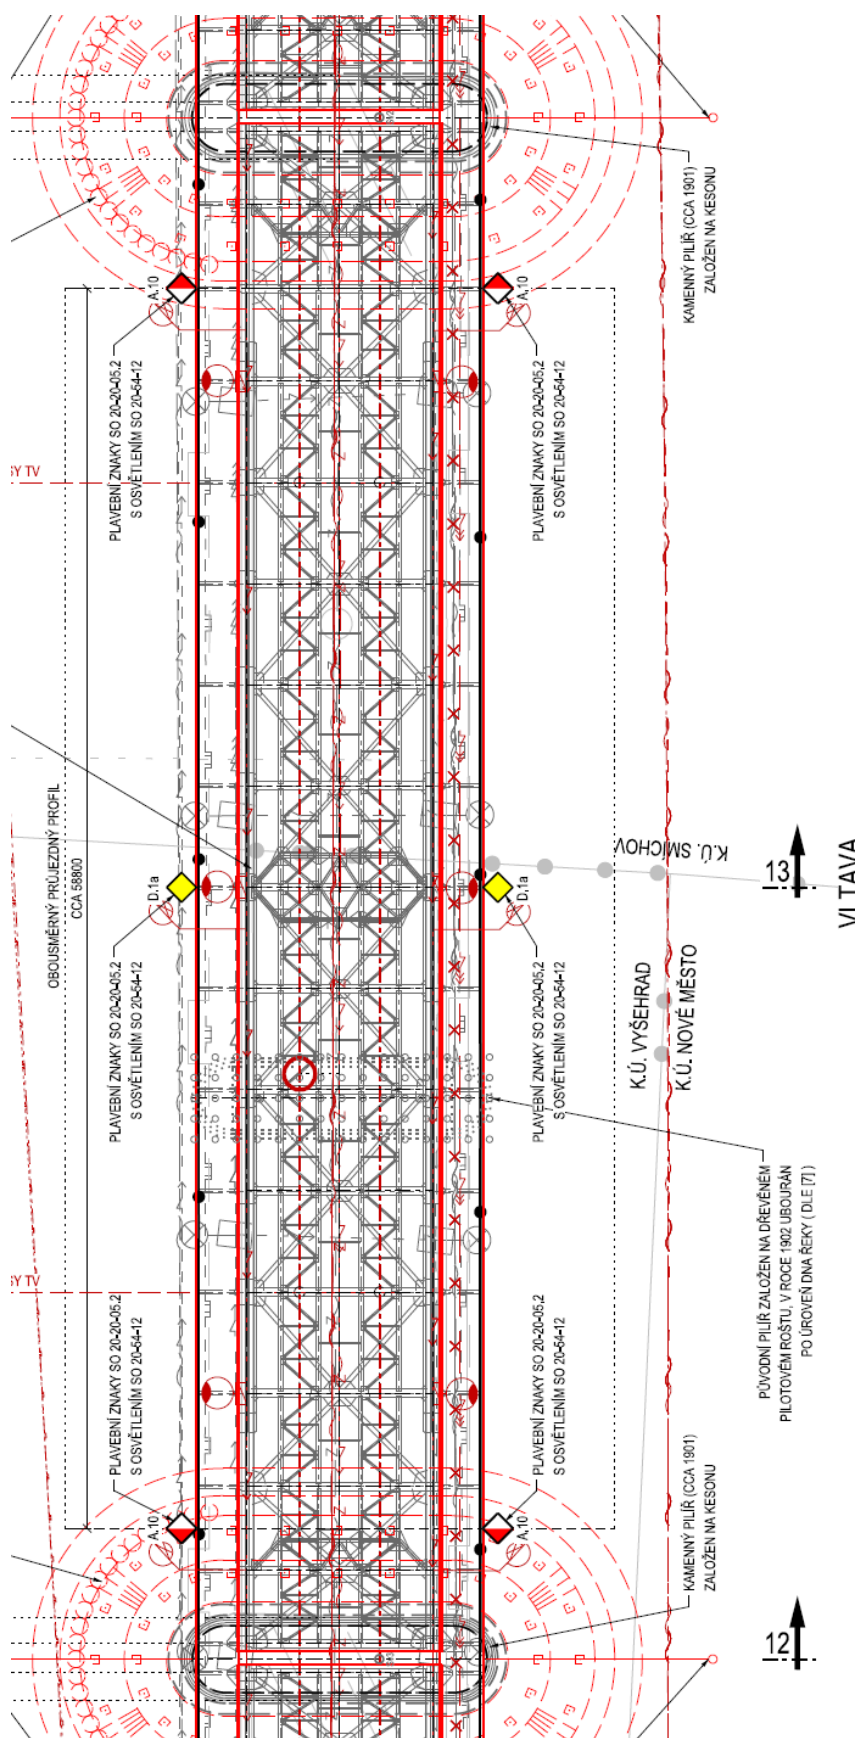 KAMENNÝ PILÍŘ (CCA 1901)
ZALOŽEN NA KESONU
A.10
A.10
PLAVEBNÍ ZNAKY SO 20-20-05.2
S OSVĚTLENÍM SO 20-54-12
PLAVEBNÍ ZNAKY SO 20-20-05.2
S OSVĚTLENÍM SO 20-54-12
SY TV
OBOUSMĚRNÝ PRŮJEZDNÝ PROFIL
CCA 58800
K.Ú. SMÍCHOV
13
VLTAVA
D.1a
D.1a
PLAVEBNÍ ZNAKY SO 20-20-05.2
S OSVĚTLENÍM SO 20-54-12
PLAVEBNÍ ZNAKY SO 20-20-05.2
S OSVĚTLENÍM SO 20-54-12
K.Ú. VYŠEHRAD
K.Ú. NOVÉ MĚSTO
PŮVODNÍ PILÍŘ ZALOŽEN NA DŘEVĚNÉM
PILOTOVÉM ROŠTU, V ROCE 1902 UBOURÁN
PO ÚROVEŇ DNA ŘEKY ( DLE [7] )
SY TV
PLAVEBNÍ ZNAKY SO 20-20-05.2
S OSVĚTLENÍM SO 20-54-12
PLAVEBNÍ ZNAKY SO 20-20-05.2
S OSVĚTLENÍM SO 20-54-12
A.10
A.10
KAMENNÝ PILÍŘ (CCA 1901)
ZALOŽEN NA KESONU
12